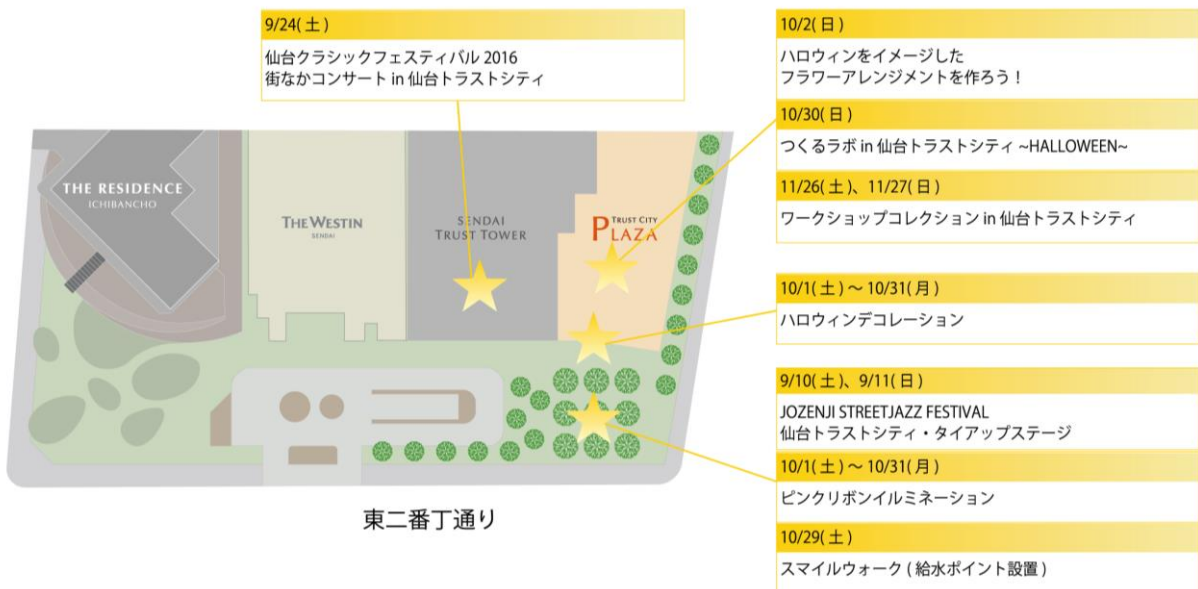 9/24( 土 )
仙台クラシックフェスティバル 2016
街なかコンサート in 仙台トラストシティ
10/2( 日 )
ハロウィンをイメージした
フラワーアレンジメントを作ろう！
10/30( 日 )
つくるラボ in 仙台トラストシティ ~HALLOWEEN~
11/26( 土 )、11/27( 日 )
ワークショップコレクション in 仙台トラストシティ
10/1( 土 ) ～ 10/31( 月 )
ハロウィンデコレーション
9/10( 土 )、9/11( 日 )
JOZENJI STREETJAZZ FESTIVAL
仙台トラストシティ・タイアップステージ
10/1( 土 ) ～ 10/31( 月 )
ピンクリボンイルミネーション
10/29( 土 )
スマイルウォーク ( 給水ポイント設置 )
THE RESIDENCE
ICHIBANCHO
THE WESTIN
SENDAI
SENDAI
TRUST TOWER
TRUST CITY
PLAZA
東二番丁通り